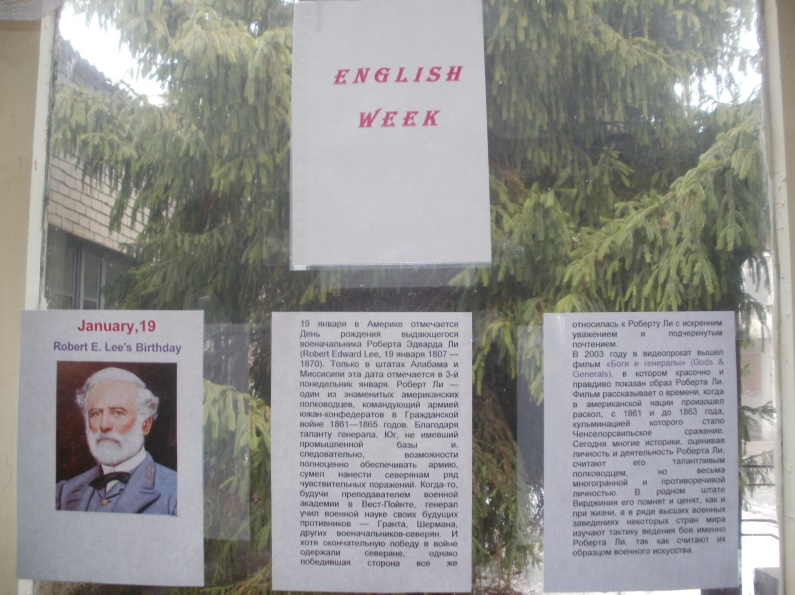 ENGLISH
WEEK
January,19
Robert E. Lee's Birthday
19 января в Америке отмечается
День рождения выдающегося
военачальника Роберта Эдварда Ли
(Robert Edward Lee, 19 января 1807 —
1870). Только в штатах Алабама и
Миссисипи эта дата отмечается в 3-й
понедельник января. Роберт Ли —
один из знаменитых американских
полководцев, командующий армией
южан-конфедератов в Гражданской
войне 1861—1865 годов. Благодаря
таланту генерала, Юг, не имевший
промышленной базы и,
следовательно, возможности
полноценно обеспечивать армию,
сумел нанести северянам ряд
чувствительных поражений. Когда-то,
будучи преподавателем военной
академии в Вест-Пойнте, генерал
учил военной науке своих будущих
противников — Гранта, Шермана,
других военачальников-северян. И
хотя окончательную победу в войне
одержали северяне, однако
победившая сторона все же
относилась к Роберту Ли с искренним
уважением и подчеркнутым
почтением.
В 2003 году в видеопрокат вышел
фильм «Боги и генералы» (Gods &
Generals), в котором красочно и
правдиво показан образ Роберта Ли.
Фильм рассказывает о времени, когда
в американской нации произошел
раскол, с 1861 и до 1863 года,
кульминацией которого стало
Ченселорсвильское сражение.
Сегодня многие историки, оценивая
личность и деятельность Роберта Ли,
считают его талантливым
полководцем, но весьма
многогранной и противоречивой
личностью. В родном штате
Вирджиния его помнят и ценят, как и
при жизни, а в ряде высших военных
заведениях некоторых стран мира
изучают тактику ведения боя именно
Роберта Ли, так как считают их
образцом военного искусства.